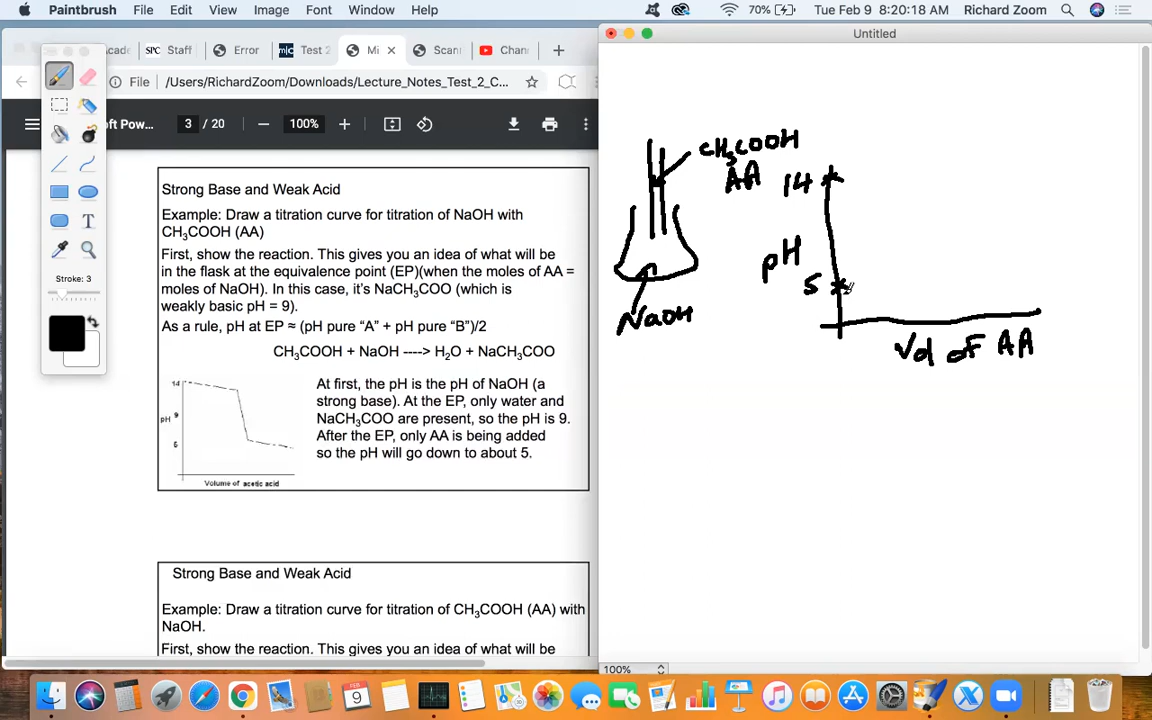 Paintbrush File Edit View Image Font Window Help 70% Tue Feb 9 8:20:18 AM Richard Zoom
Acade SPC Staff Error Test 2 Mi Scan Chan
File /Users/RichardZoom/Downloads/Lecture_Notes_Test_2_C...
oft Pow... 3 / 20 100%
Strong Base and Weak Acid
Example: Draw a titration curve for titration of NaOH with
CH₃COOH (AA)
First, show the reaction. This gives you an idea of what will be
in the flask at the equivalence point (EP)(when the moles of AA =
moles of NaOH). In this case, it's NaCH₃COO (which is
weakly basic pH = 9).
As a rule, pH at EP ≈ (pH pure “A” + pH pure “B”)/2
CH₃COOH + NaOH ----> H₂O + NaCH₃COO
At first, the pH is the pH of NaOH (a
strong base). At the EP, only water and
NaCH₃COO are present, so the pH is 9.
After the EP, only AA is being added
so the pH will go down to about 5.
14
pH 9
Volume of acetic acid
Strong Base and Weak Acid
Example: Draw a titration curve for titration of CH₃COOH (AA) with
NaOH.
First, show the reaction. This gives you an idea of what will be
Stroke: 3
T
Untitled
CH₃COOH
AA
14
pH
5
NaOH
Vol of AA
100%
FEB
9